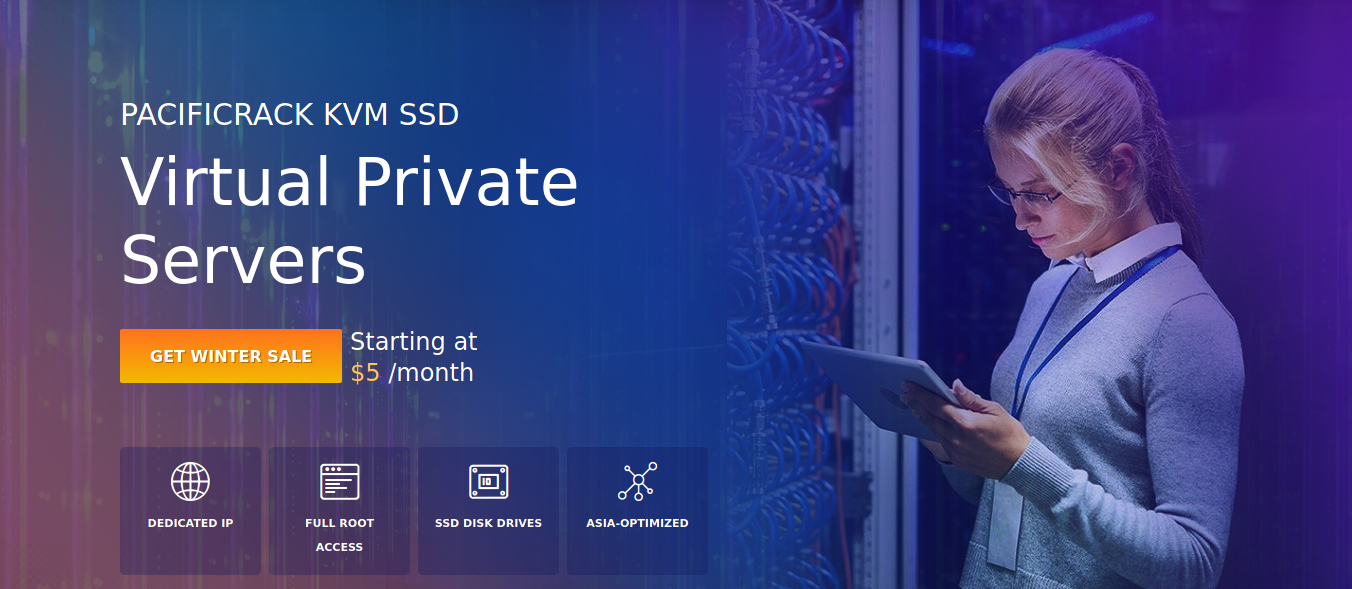 PACIFICRACK KVM SSD
Virtual Private
Servers
GET WINTER SALE
Starting at
$5 /month
DEDICATED IP
FULL ROOT
ACCESS
SSD DISK DRIVES
ASIA-OPTIMIZED